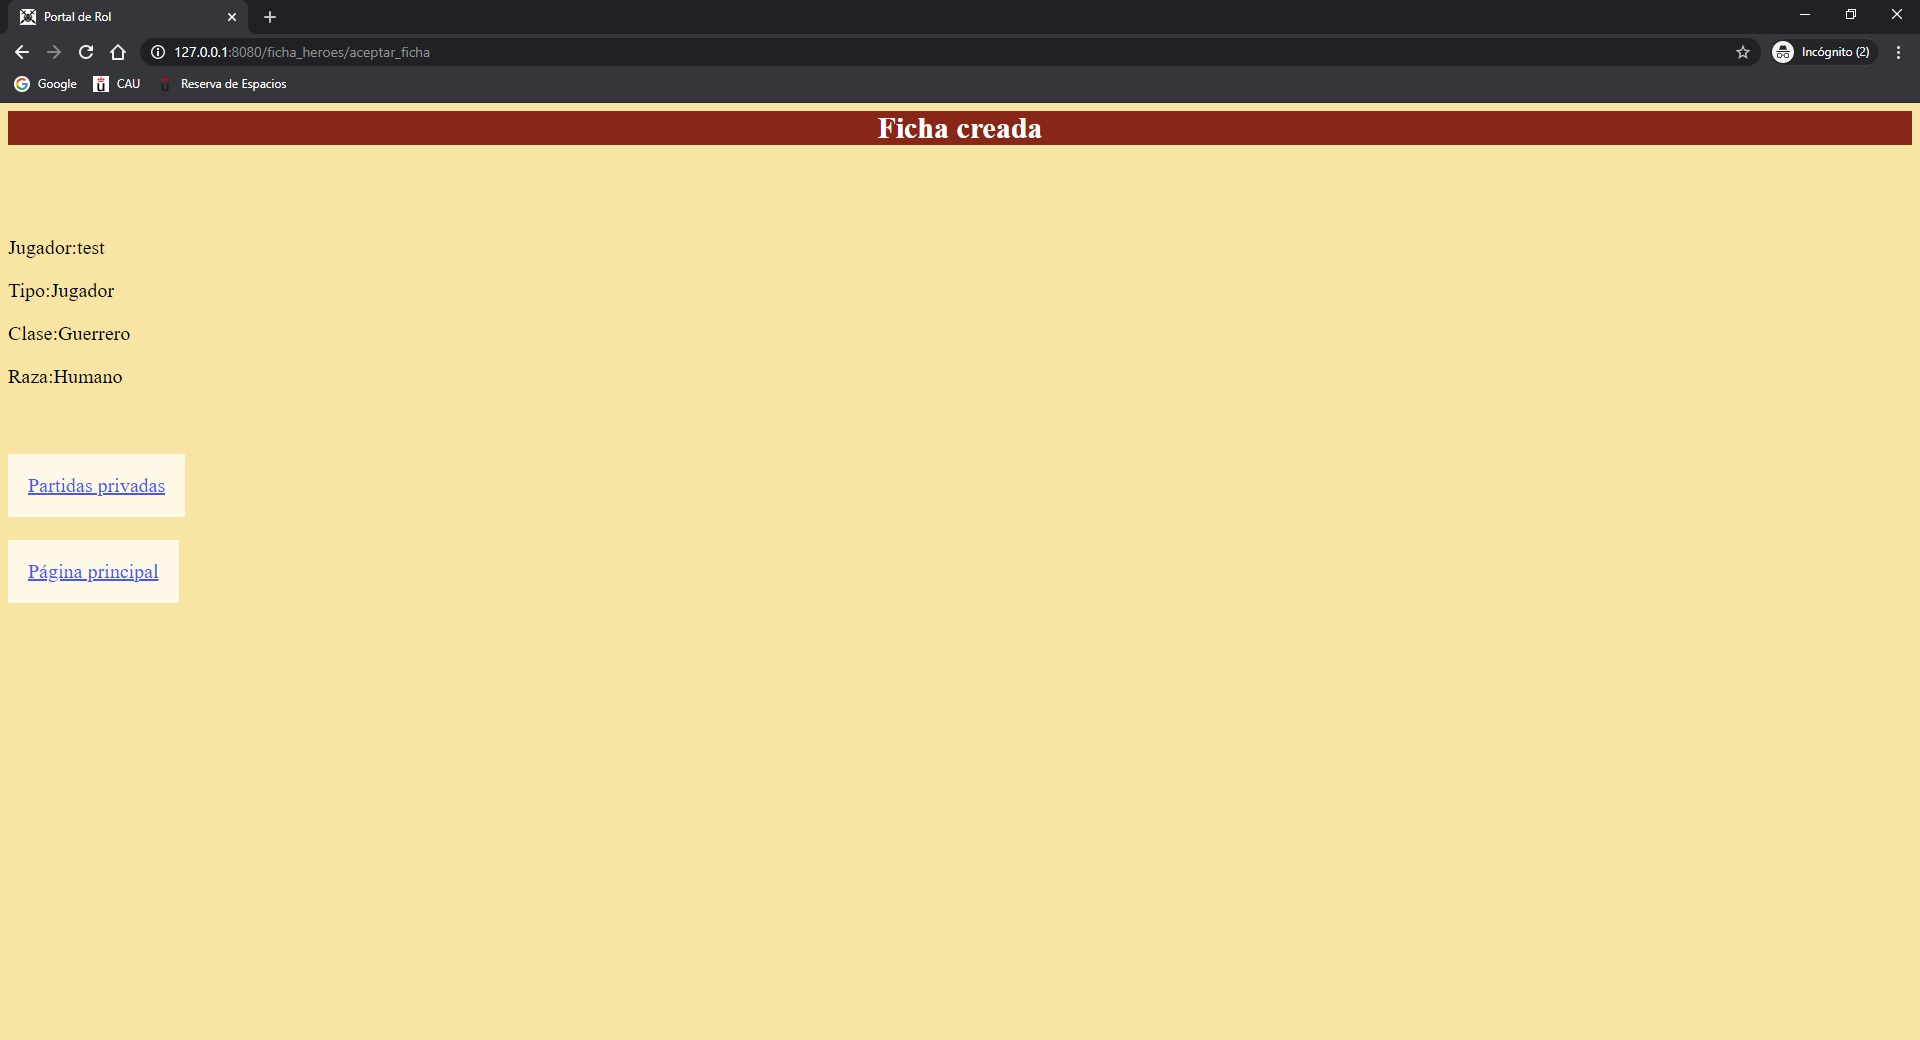 Portal de Rol
127.0.0.1:8080/ficha_heroes/aceptar_ficha
Incógnito (2)
Google
CAU
Reserva de Espacios
Ficha creada
Jugador:test
Tipo:Jugador
Clase:Guerrero
Raza:Humano
Partidas privadas
Página principal